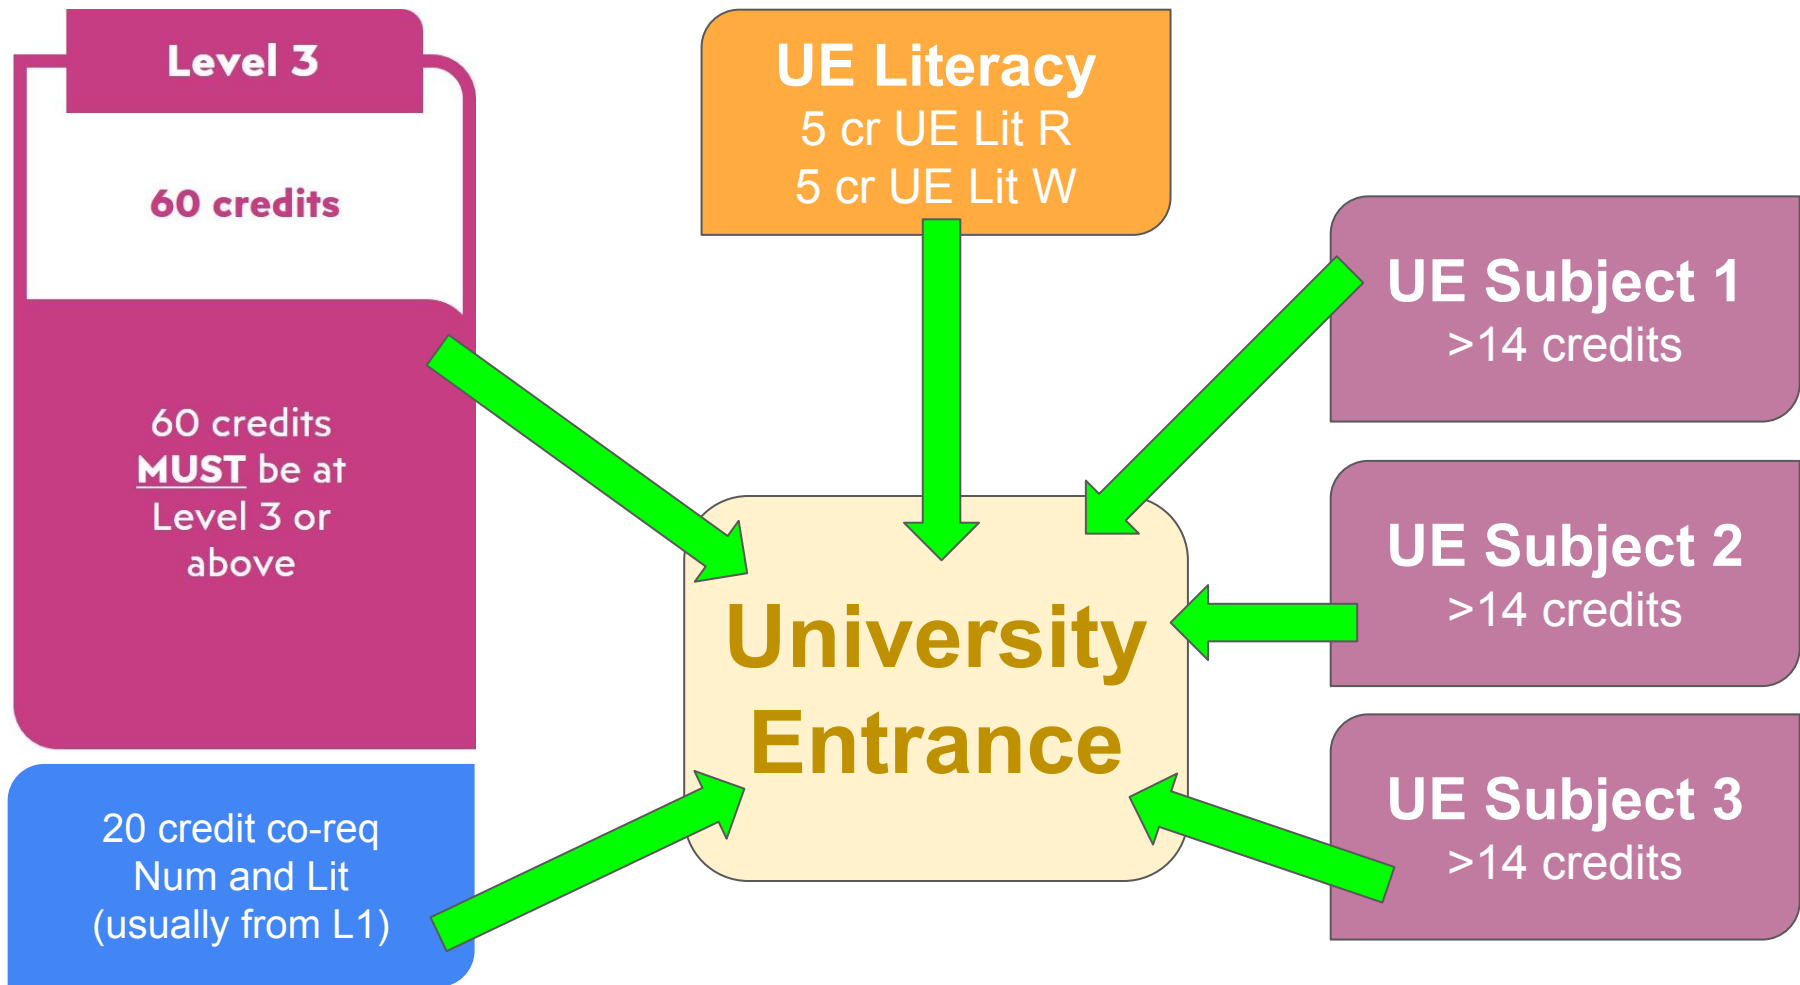 Level 3
60 credits
60 credits
MUST be at
Level 3 or
above
20 credit co-req
Num and Lit
(usually from L1)
UE Literacy
5 cr UE Lit R
5 cr UE Lit W
University
Entrance
UE Subject 1
>14 credits
UE Subject 2
>14 credits
UE Subject 3
>14 credits